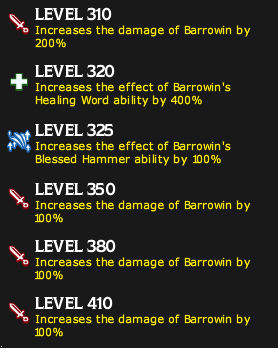 LEVEL 310
Increases the damage of Barrowin by
200%
LEVEL 320
Increases the effect of Barrowin's
Healing Word ability by 400%
LEVEL 325
Increases the effect of Barrowin's
Blessed Hammer ability by 100%
LEVEL 350
Increases the damage of Barrowin by
100%
LEVEL 380
Increases the damage of Barrowin by
100%
LEVEL 410
Increases the damage of Barrowin by
100%